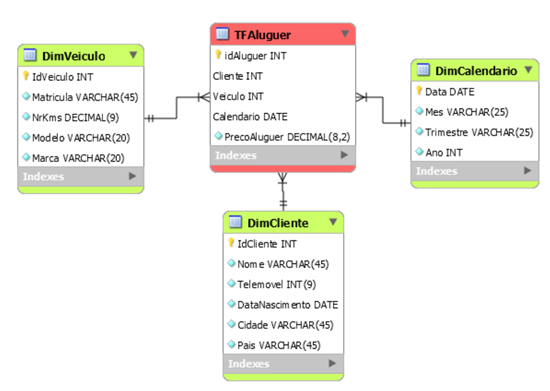 TFAluguer
idAluguer INT
Cliente INT
Veiculo INT
Calendario DATE
PrecoAluguer DECIMAL(8,2)
Indexes
DimVeiculo
IdVeiculo INT
Matricula VARCHAR(45)
NrKms DECIMAL(9)
Modelo VARCHAR(20)
Marca VARCHAR(20)
Indexes
DimCalendario
Data DATE
Mes VARCHAR(25)
Trimestre VARCHAR(25)
Ano INT
Indexes
DimCliente
IdCliente INT
Nome VARCHAR(45)
Telemovel INT(9)
DataNascimento DATE
Cidade VARCHAR(45)
Pais VARCHAR(45)
Indexes